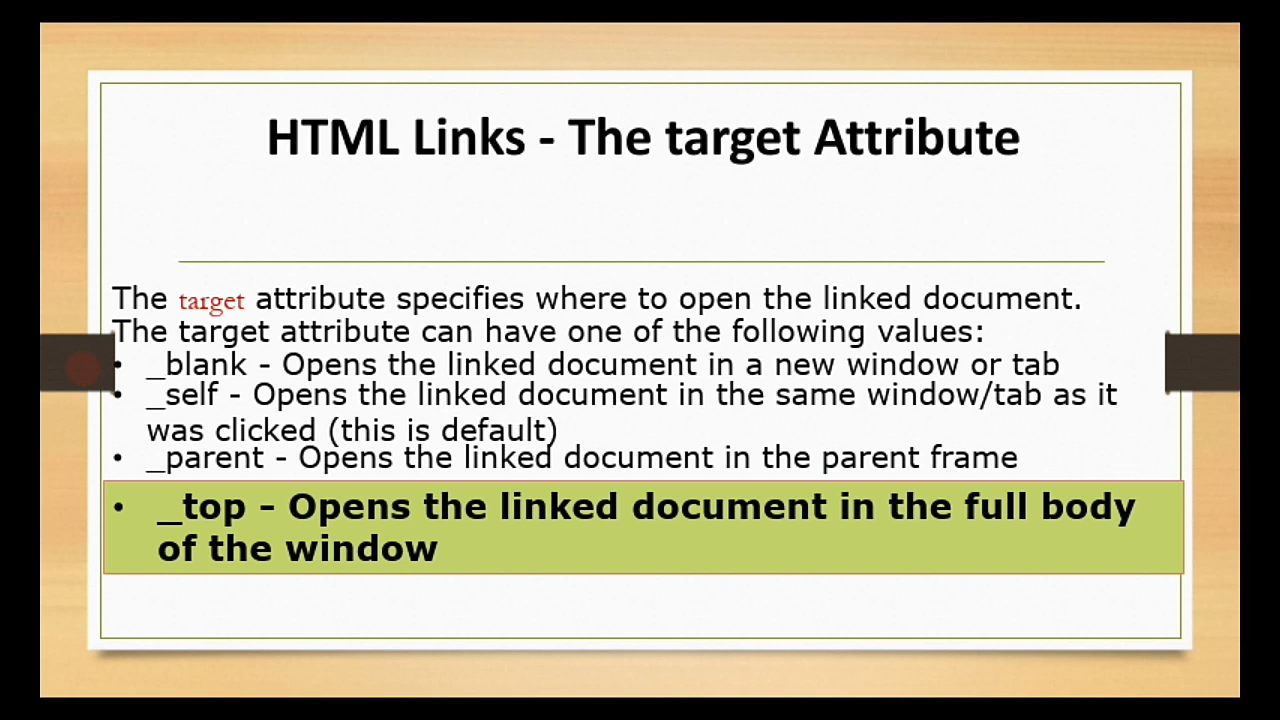 HTML Links - The target Attribute
The target attribute specifies where to open the linked document.
The target attribute can have one of the following values:
• _blank - Opens the linked document in a new window or tab
• _self - Opens the linked document in the same window/tab as it
was clicked (this is default)
• _parent - Opens the linked document in the parent frame
• _top - Opens the linked document in the full body
of the window